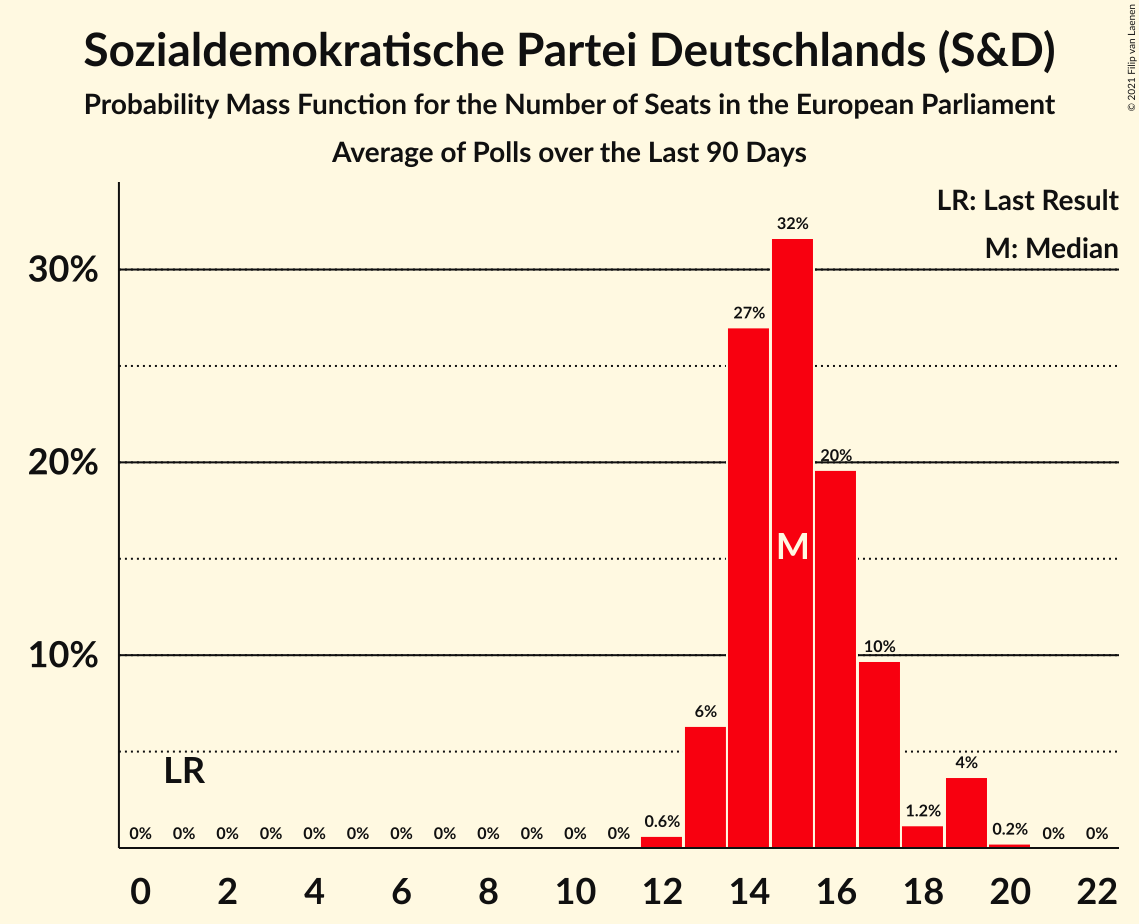 Sozialdemokratische Partei Deutschlands (S&D)
Probability Mass Function for the Number of Seats in the European Parliament
Average of Polls over the Last 90 Days
© 2021 Filip van Laenen
LR: Last Result
M: Median
30%
20%
10%
32%
27%
20%
M
10%
6%
LR
4%
0% 0% 0% 0% 0% 0% 0% 0% 0% 0% 0% 0% 0.6% 1.2% 0.2% 0% 0%
0 2 4 6 8 10 12 14 16 18 20 22